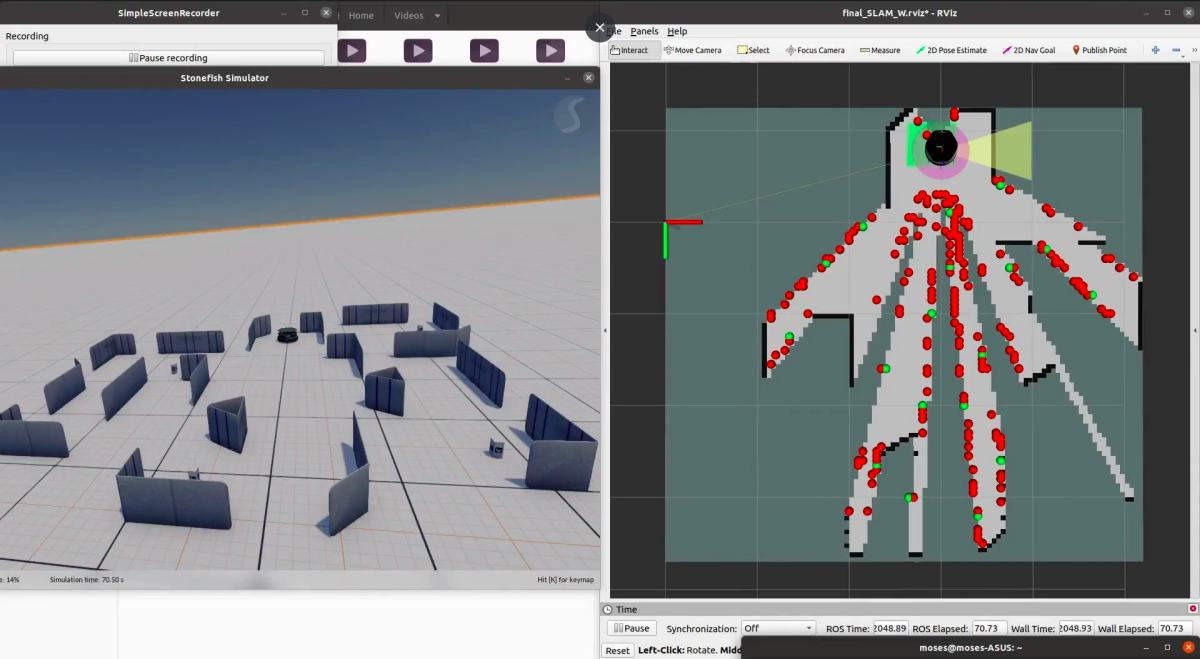 SimpleScreenRecorder
Recording
Pause recording
Home
Videos
Stonefish Simulator
14%
Simulation time: 70.50 s
Hit [K] for keymap
final_SLAM_W.rviz* - RViz
Panels Help
Interact Move Camera Select Focus Camera Measure 2D Pose Estimate 2D Nav Goal Publish Point
Time
Pause Synchronization: Off ROS Time: 2048.89 ROS Elapsed: 70.73 Wall Time: 2048.93 Wall Elapsed: 70.73
Reset Left-Click: Rotate.
moses@moses-ASUS: ~